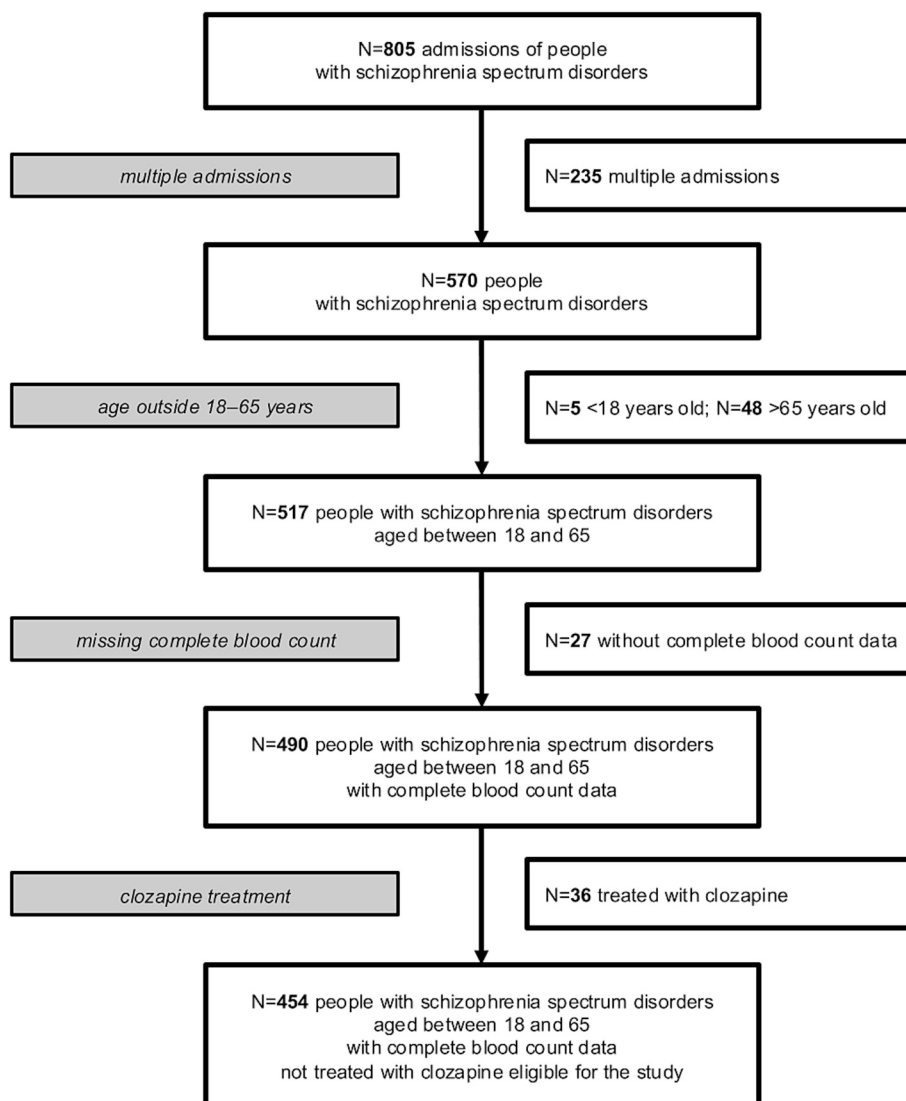 N=805 admissions of people
with schizophrenia spectrum disorders
multiple admissions
N=235 multiple admissions
N=570 people
with schizophrenia spectrum disorders
age outside 18–65 years
N=5 <18 years old; N=48 >65 years old
N=517 people with schizophrenia spectrum disorders
aged between 18 and 65
missing complete blood count
N=27 without complete blood count data
N=490 people with schizophrenia spectrum disorders
aged between 18 and 65
with complete blood count data
clozapine treatment
N=36 treated with clozapine
N=454 people with schizophrenia spectrum disorders
aged between 18 and 65
with complete blood count data
not treated with clozapine eligible for the study